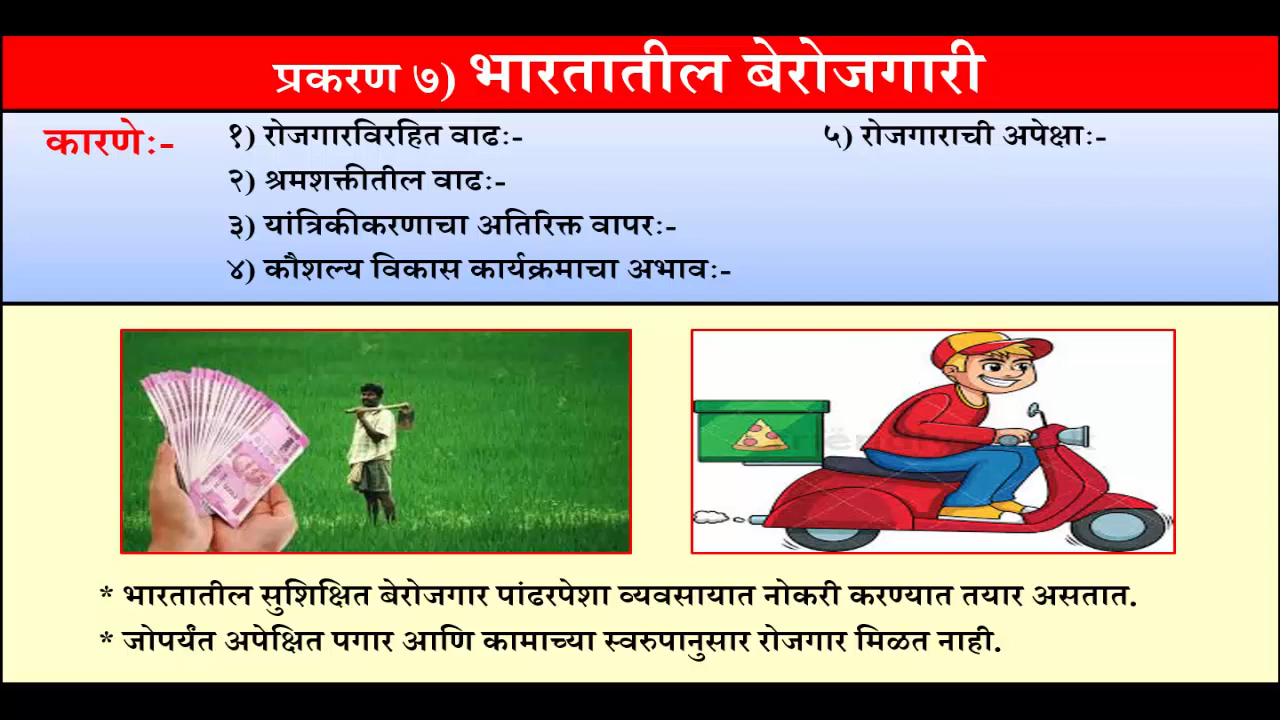 प्रकरण ७) भारतातील बेरोजगारी
कारणे:-
१) रोजगारविरहित वाढ:-
२) श्रमशक्तीतील वाढ:-
३) यांत्रिकीकरणाचा अतिरिक्त वापर:-
४) कौशल्य विकास कार्यक्रमाचा अभाव:-
५) रोजगाराची अपेक्षा:-
* भारतातील सुशिक्षित बेरोजगार पांढरपेशा व्यवसायात नोकरी करण्यात तयार असतात.
* जोपर्यंत अपेक्षित पगार आणि कामाच्या स्वरुपानुसार रोजगार मिळत नाही.